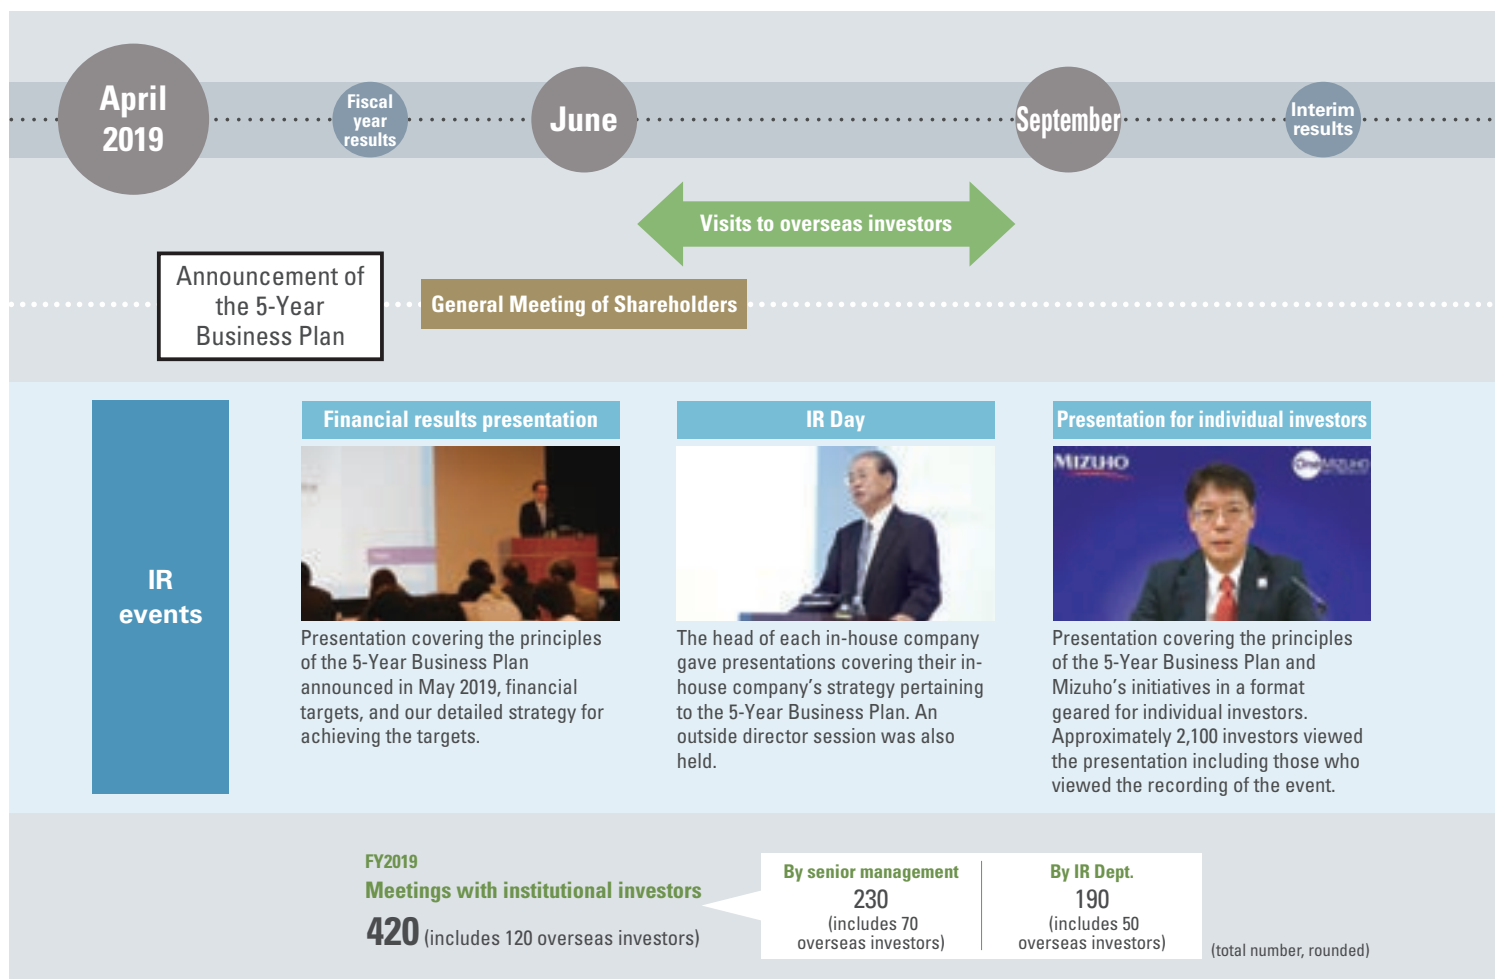 April
2019
Fiscal
year
results
June
September
Interim
results
Visits to overseas investors
Announcement of
the 5-Year
Business Plan
General Meeting of Shareholders
IR
events
Financial results presentation
Presentation covering the principles
of the 5-Year Business Plan
announced in May 2019, financial
targets, and our detailed strategy for
achieving the targets.
IR Day
The head of each in-house company
gave presentations covering their in-
house company's strategy pertaining
to the 5-Year Business Plan. An
outside director session was also
held.
Presentation for individual investors
MIZUHO
One MIZUHO
Presentation covering the principles
of the 5-Year Business Plan and
Mizuho's initiatives in a format
geared for individual investors.
Approximately 2,100 investors viewed
the presentation including those who
viewed the recording of the event.
FY2019
Meetings with institutional investors
420 (includes 120 overseas investors)
By senior management
230
(includes 70
overseas investors)
By IR Dept.
190
(includes 50
overseas investors)
(total number, rounded)